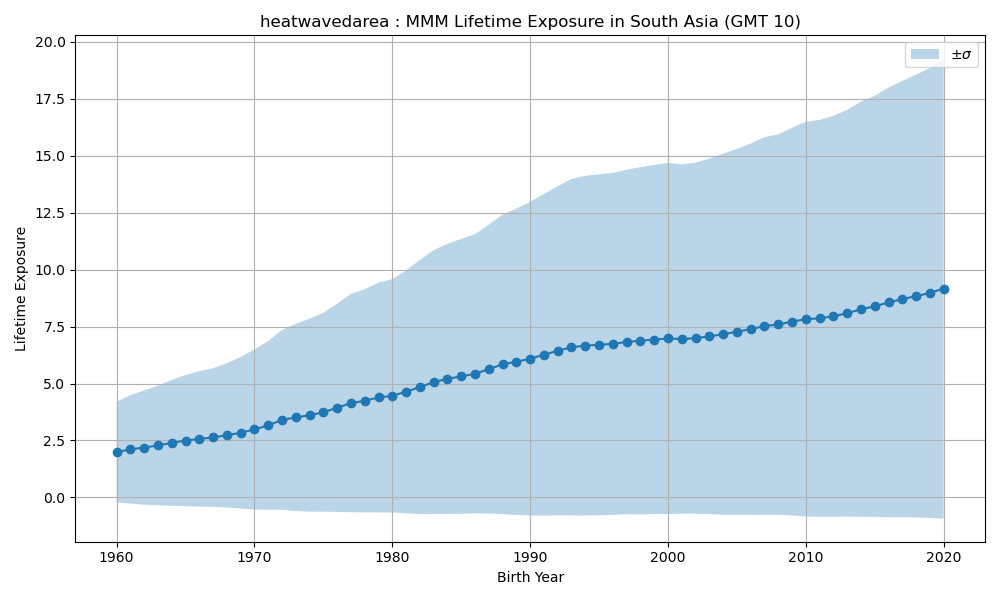 heatwavedarea : MMM Lifetime Exposure in South Asia (GMT 10)
±σ
20.0
17.5
15.0
12.5
10.0
7.5
5.0
2.5
0.0
Lifetime Exposure
1960 1970 1980 1990 2000 2010 2020
Birth Year